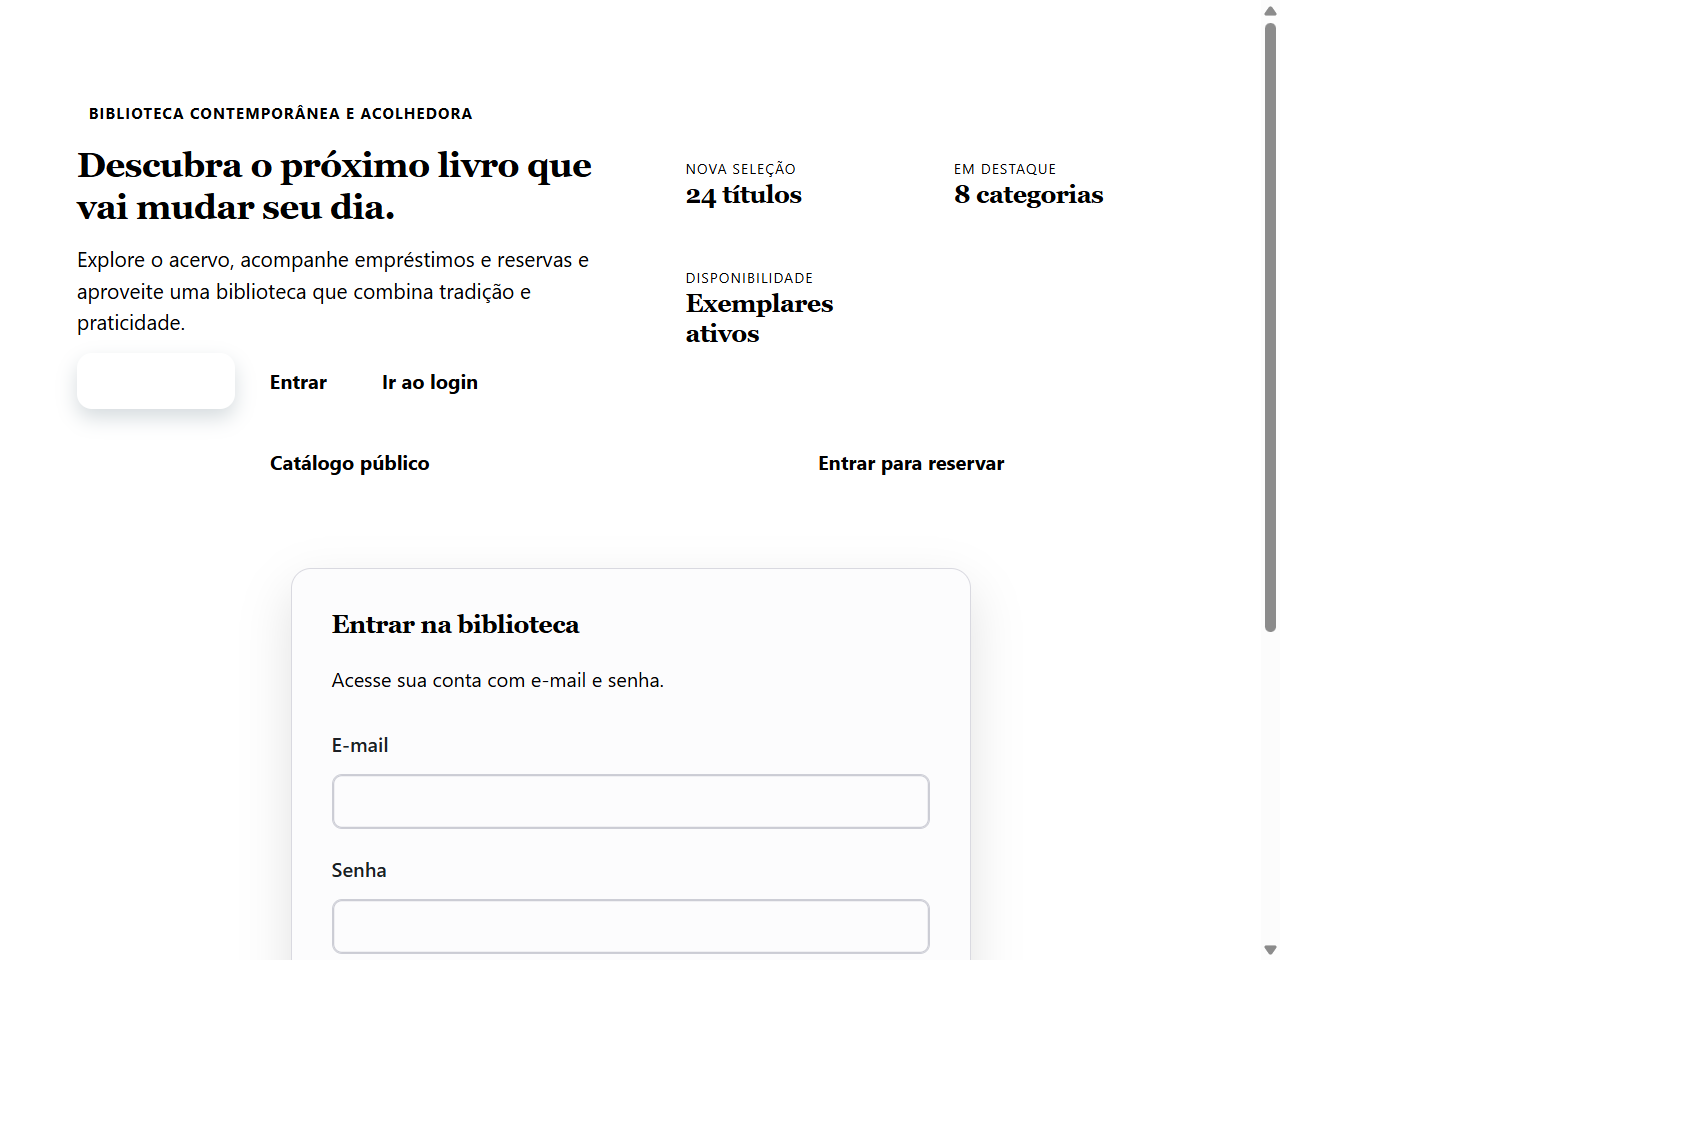 BIBLIOTECA CONTEMPORÂNEA E ACOLHEDORA
Descubra o próximo livro que
vai mudar seu dia.
Explore o acervo, acompanhe empréstimos e reservas e
aproveite uma biblioteca que combina tradição e
praticidade.
Entrar
Ir ao login
NOVA SELEÇÃO
24 títulos
EM DESTAQUE
8 categorias
DISPONIBILIDADE
Exemplares
ativos
Catálogo público
Entrar para reservar
Entrar na biblioteca
Acesse sua conta com e-mail e senha.
E-mail
Senha